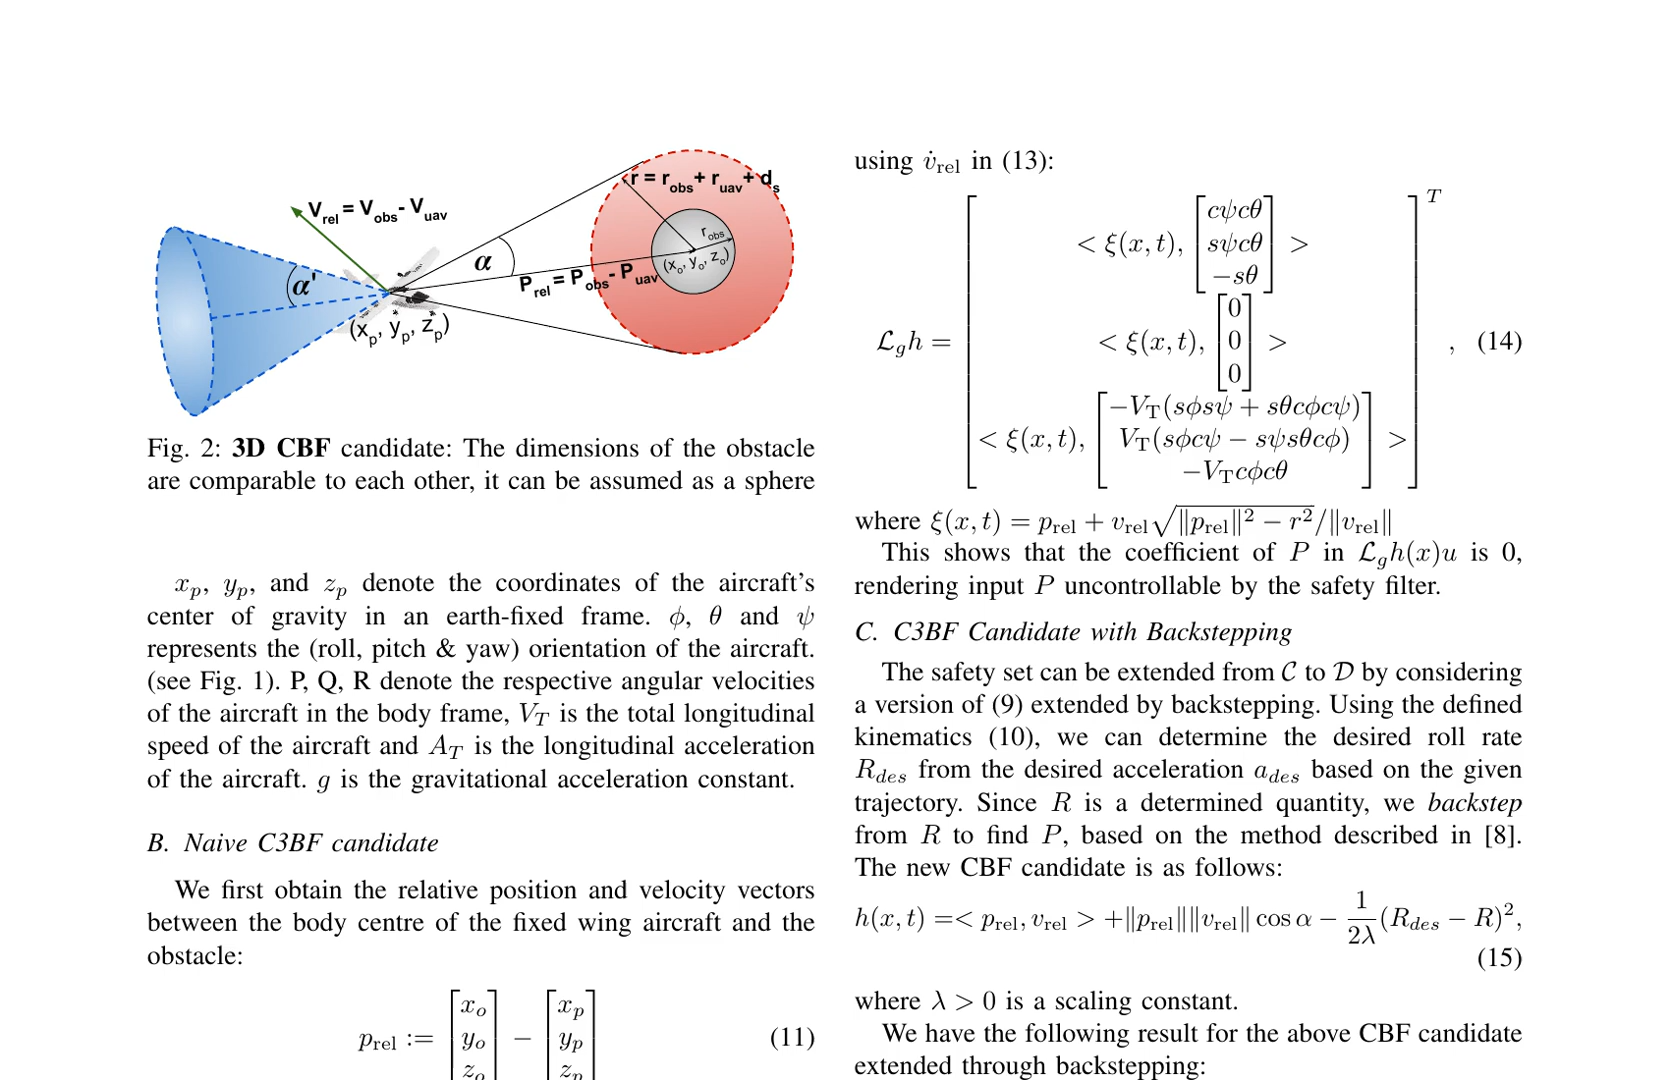 r = r_obs + r_uav + d_s
V_rel = V_obs - V_uav
r_obs
α
(x_o, y_o, z_o)
α'
P_rel = P_obs - P_uav
(x_p, y_p, z_p)
Fig. 2: 3D CBF candidate: The dimensions of the obstacle
are comparable to each other, it can be assumed as a sphere
x_p, y_p, and z_p denote the coordinates of the aircraft's
center of gravity in an earth-fixed frame. ϕ, θ and ψ
represents the (roll, pitch & yaw) orientation of the aircraft.
(see Fig. 1). P, Q, R denote the respective angular velocities
of the aircraft in the body frame, V_T is the total longitudinal
speed of the aircraft and A_T is the longitudinal acceleration
of the aircraft. g is the gravitational acceleration constant.
B. Naive C3BF candidate
We first obtain the relative position and velocity vectors
between the body centre of the fixed wing aircraft and the
obstacle:
p_rel := [x_o y_o z_o] − [x_p y_p z_p] (11)
using v̇_rel in (13):
T
< ξ(x, t), [cψcθ
sψcθ
−sθ] >
L_g h = < ξ(x, t), [0 0 0] > , (14)
< ξ(x, t), [−V_T(sϕsψ + sθcϕcψ)
V_T(sϕcψ − sψsθcϕ)
−V_T cϕcθ] >
where ξ(x, t) = p_rel + v_rel √(‖p_rel‖² − r²)/‖v_rel‖
This shows that the coefficient of P in L_g h(x)u is 0,
rendering input P uncontrollable by the safety filter.
C. C3BF Candidate with Backstepping
The safety set can be extended from C to D by considering
a version of (9) extended by backstepping. Using the defined
kinematics (10), we can determine the desired roll rate
R_des from the desired acceleration a_des based on the given
trajectory. Since R is a determined quantity, we backstep
from R to find P, based on the method described in [8].
The new CBF candidate is as follows:
h(x, t) =< p_rel, v_rel > +‖p_rel‖‖v_rel‖ cos α − 1/2λ (R_des − R)²,
(15)
where λ > 0 is a scaling constant.
We have the following result for the above CBF candidate
extended through backstepping: